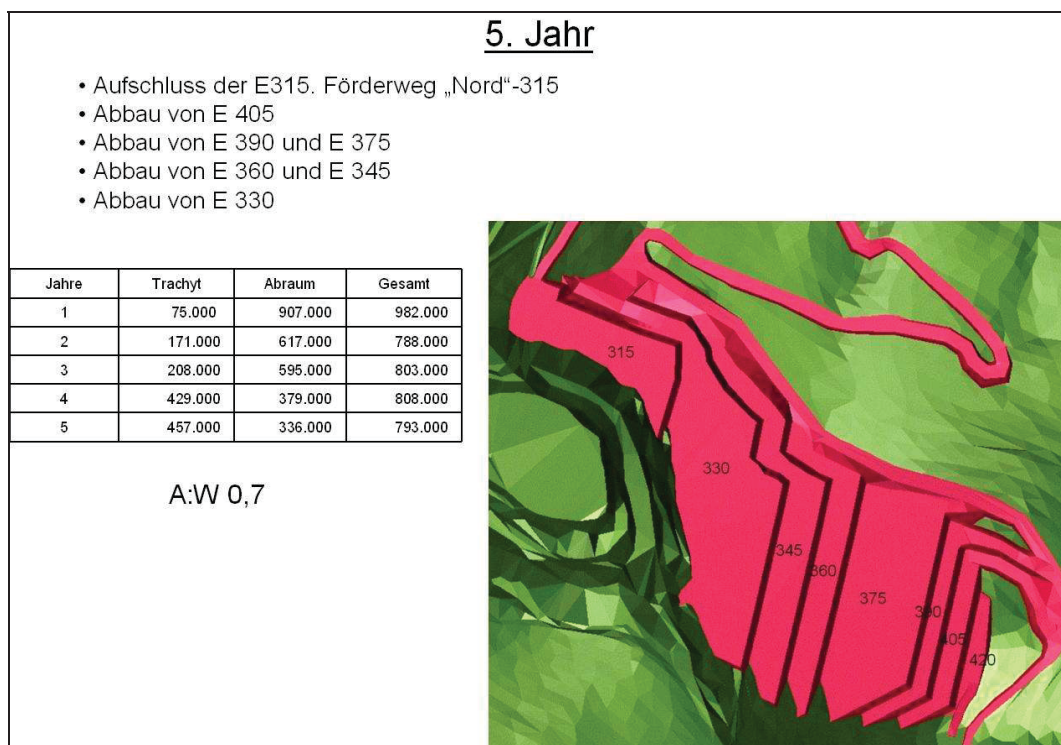 5. Jahr
• Aufschluss der E315. Förderweg „Nord“-315
• Abbau von E 405
• Abbau von E 390 und E 375
• Abbau von E 360 und E 345
• Abbau von E 330
Jahre Trachyt Abraum Gesamt
1 75.000 907.000 982.000
2 171.000 617.000 788.000
3 208.000 595.000 803.000
4 429.000 379.000 808.000
5 457.000 336.000 793.000
A:W 0,7
315
330
345
360
375
390
405
420